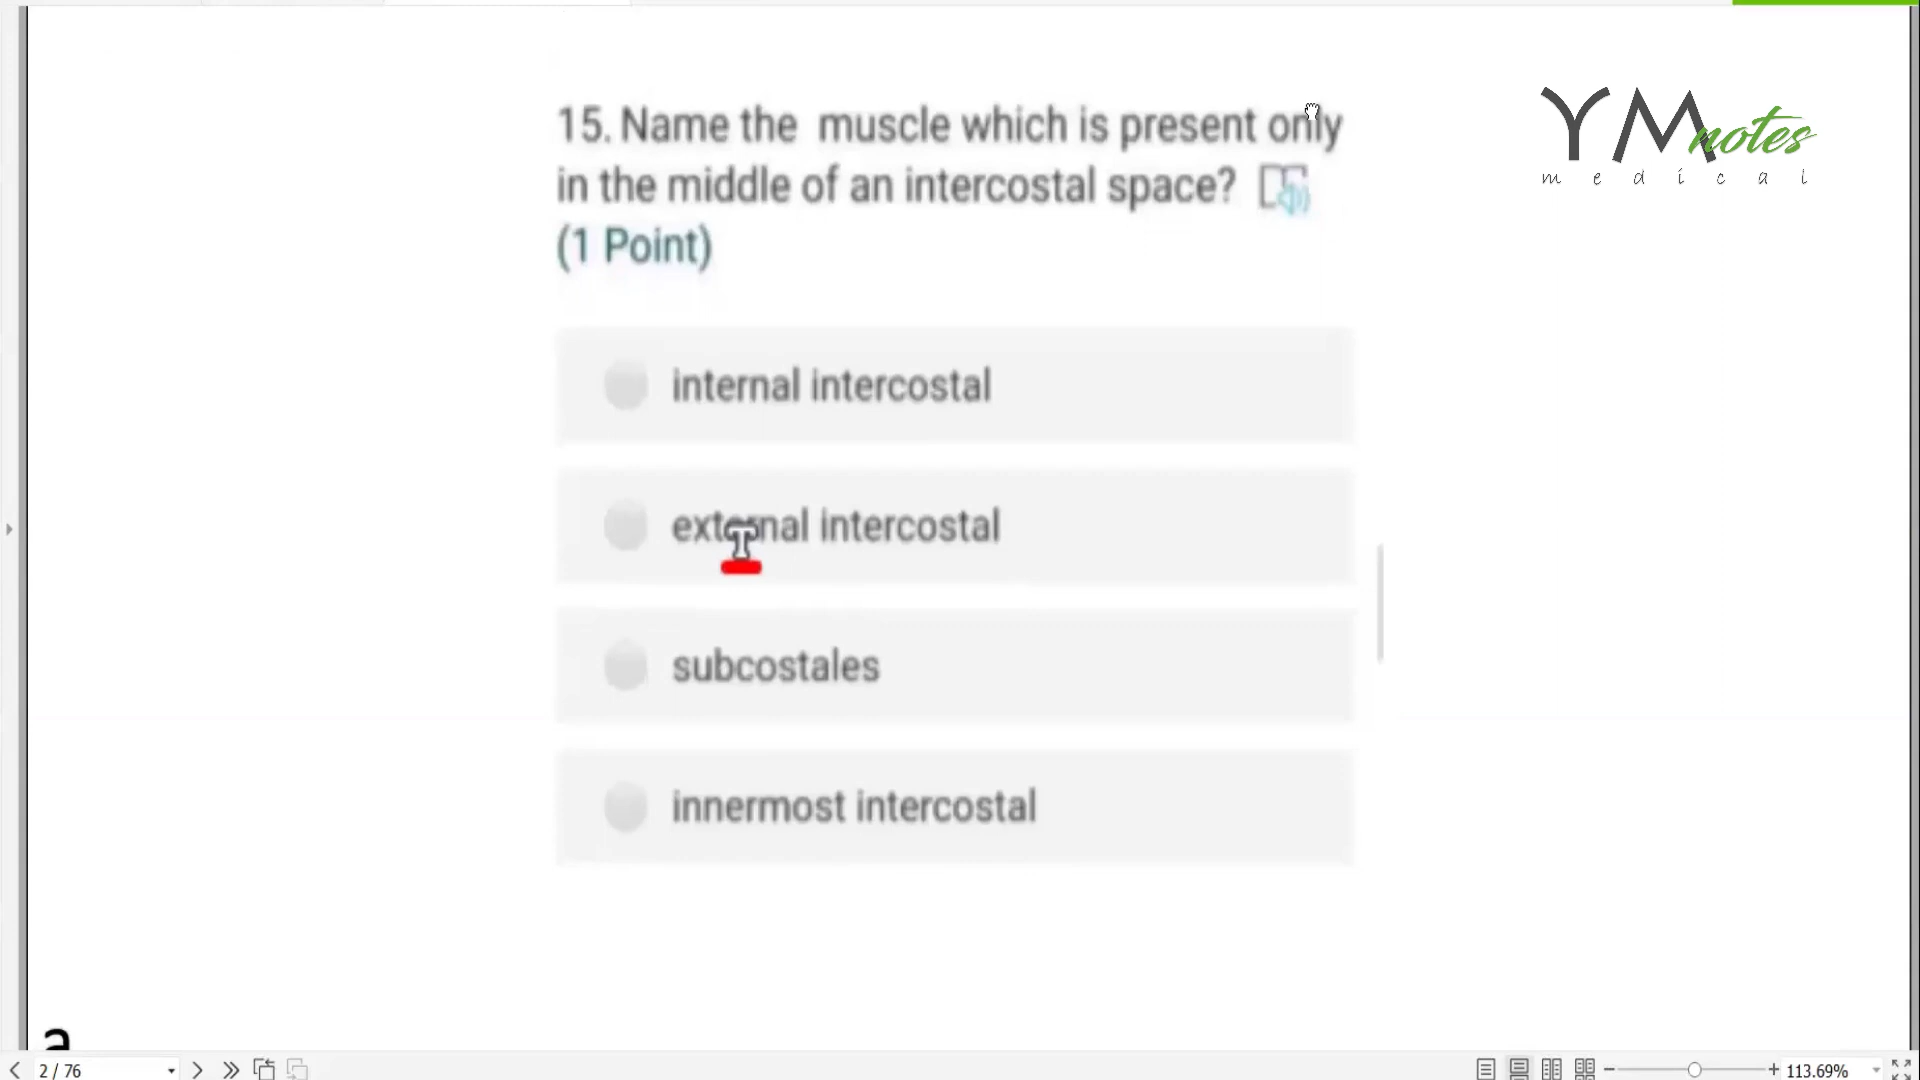 YM notes
medical
15. Name the muscle which is present only
in the middle of an intercostal space?
(1 Point)
internal intercostal
external intercostal
subcostales
innermost intercostal
a
2 / 76
113.69%